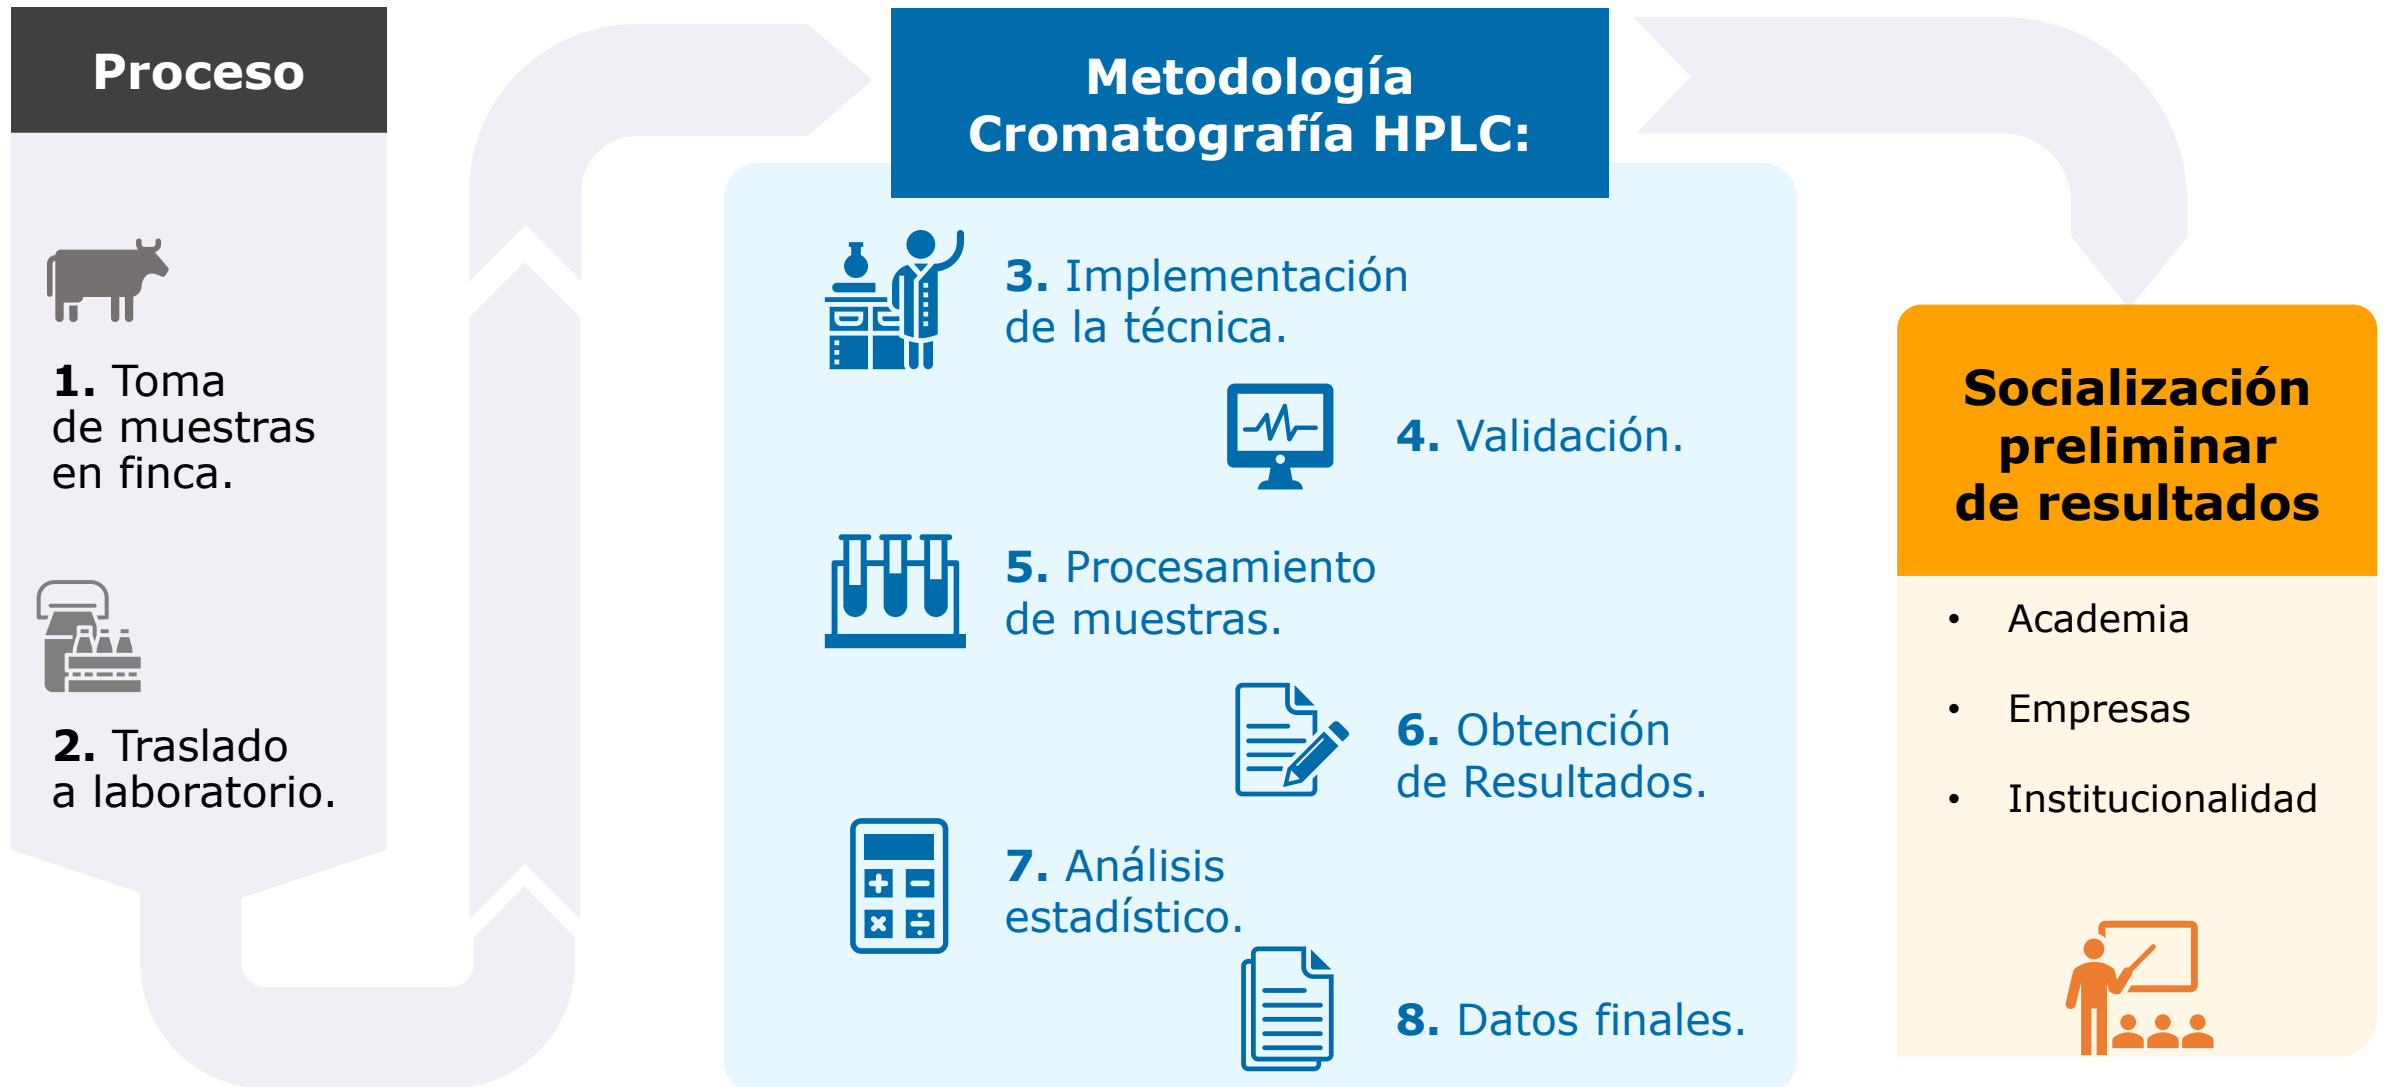 Proceso
1. Toma
de muestras
en finca.
2. Traslado
a laboratorio.
Metodología
Cromatografía HPLC:
3. Implementación
de la técnica.
4. Validación.
5. Procesamiento
de muestras.
6. Obtención
de Resultados.
7. Análisis
estadístico.
8. Datos finales.
Socialización
preliminar
de resultados
• Academia
• Empresas
• Institucionalidad